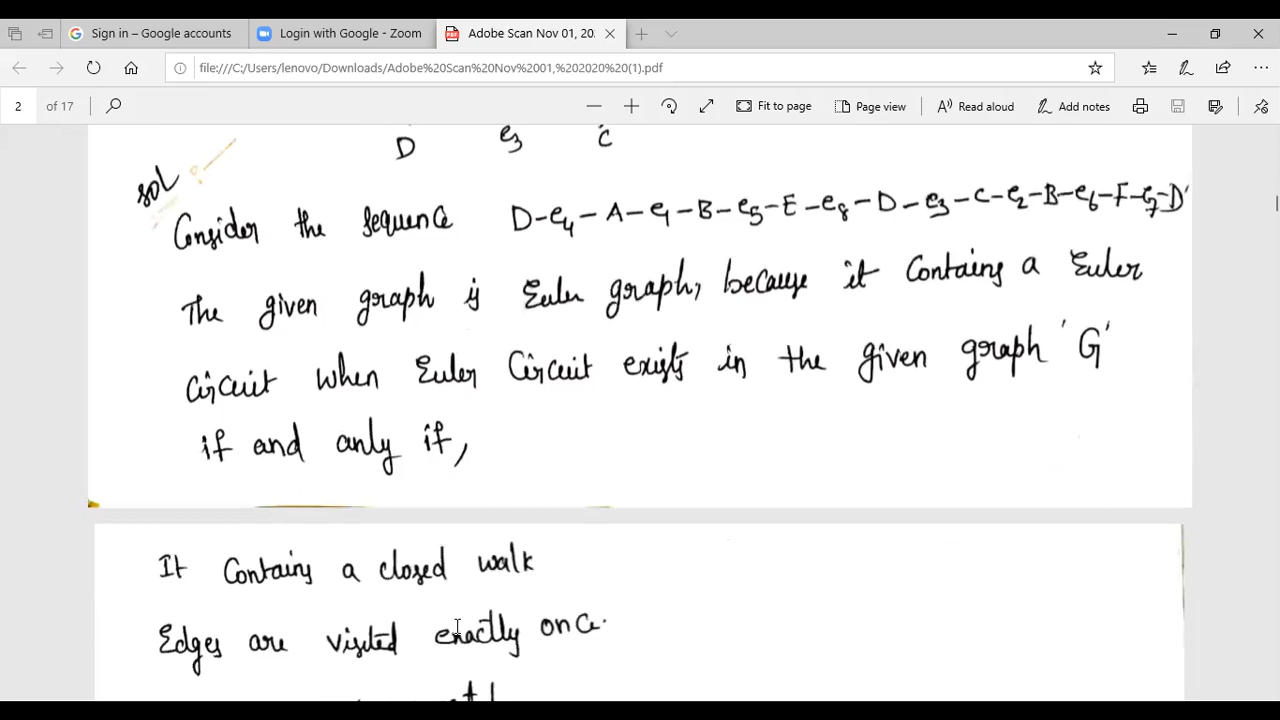 Sign in – Google accounts
Login with Google - Zoom
Adobe Scan Nov 01, 202
file:///C:/Users/lenovo/Downloads/Adobe%20Scan%20Nov%2001,%202020%20(1).pdf
2 of 17
Fit to page
Page view
Read aloud
Add notes
D e3 C
Sol :-
Consider the sequence D-e4-A-e1-B-e5-E-e8-D-e3-C-e2-B-e6-F-e7-D'
The given graph is Euler graph, because it contains a Euler
circuit when Euler Circuit exists in the given graph 'G'
if and only if,
It contains a closed walk
Edges are visited exactly once.